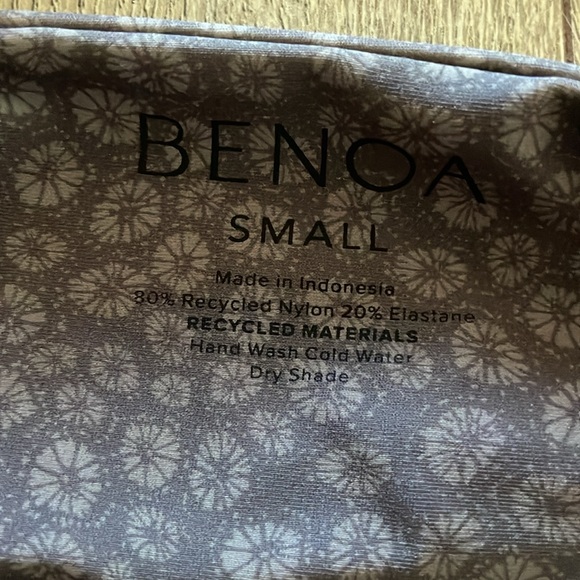 BENOA
SMALL
Made in Indonesia
80% Recycled Nylon 20% Elastane
RECYCLED MATERIALS
Hand Wash Cold Water
Dry Shade